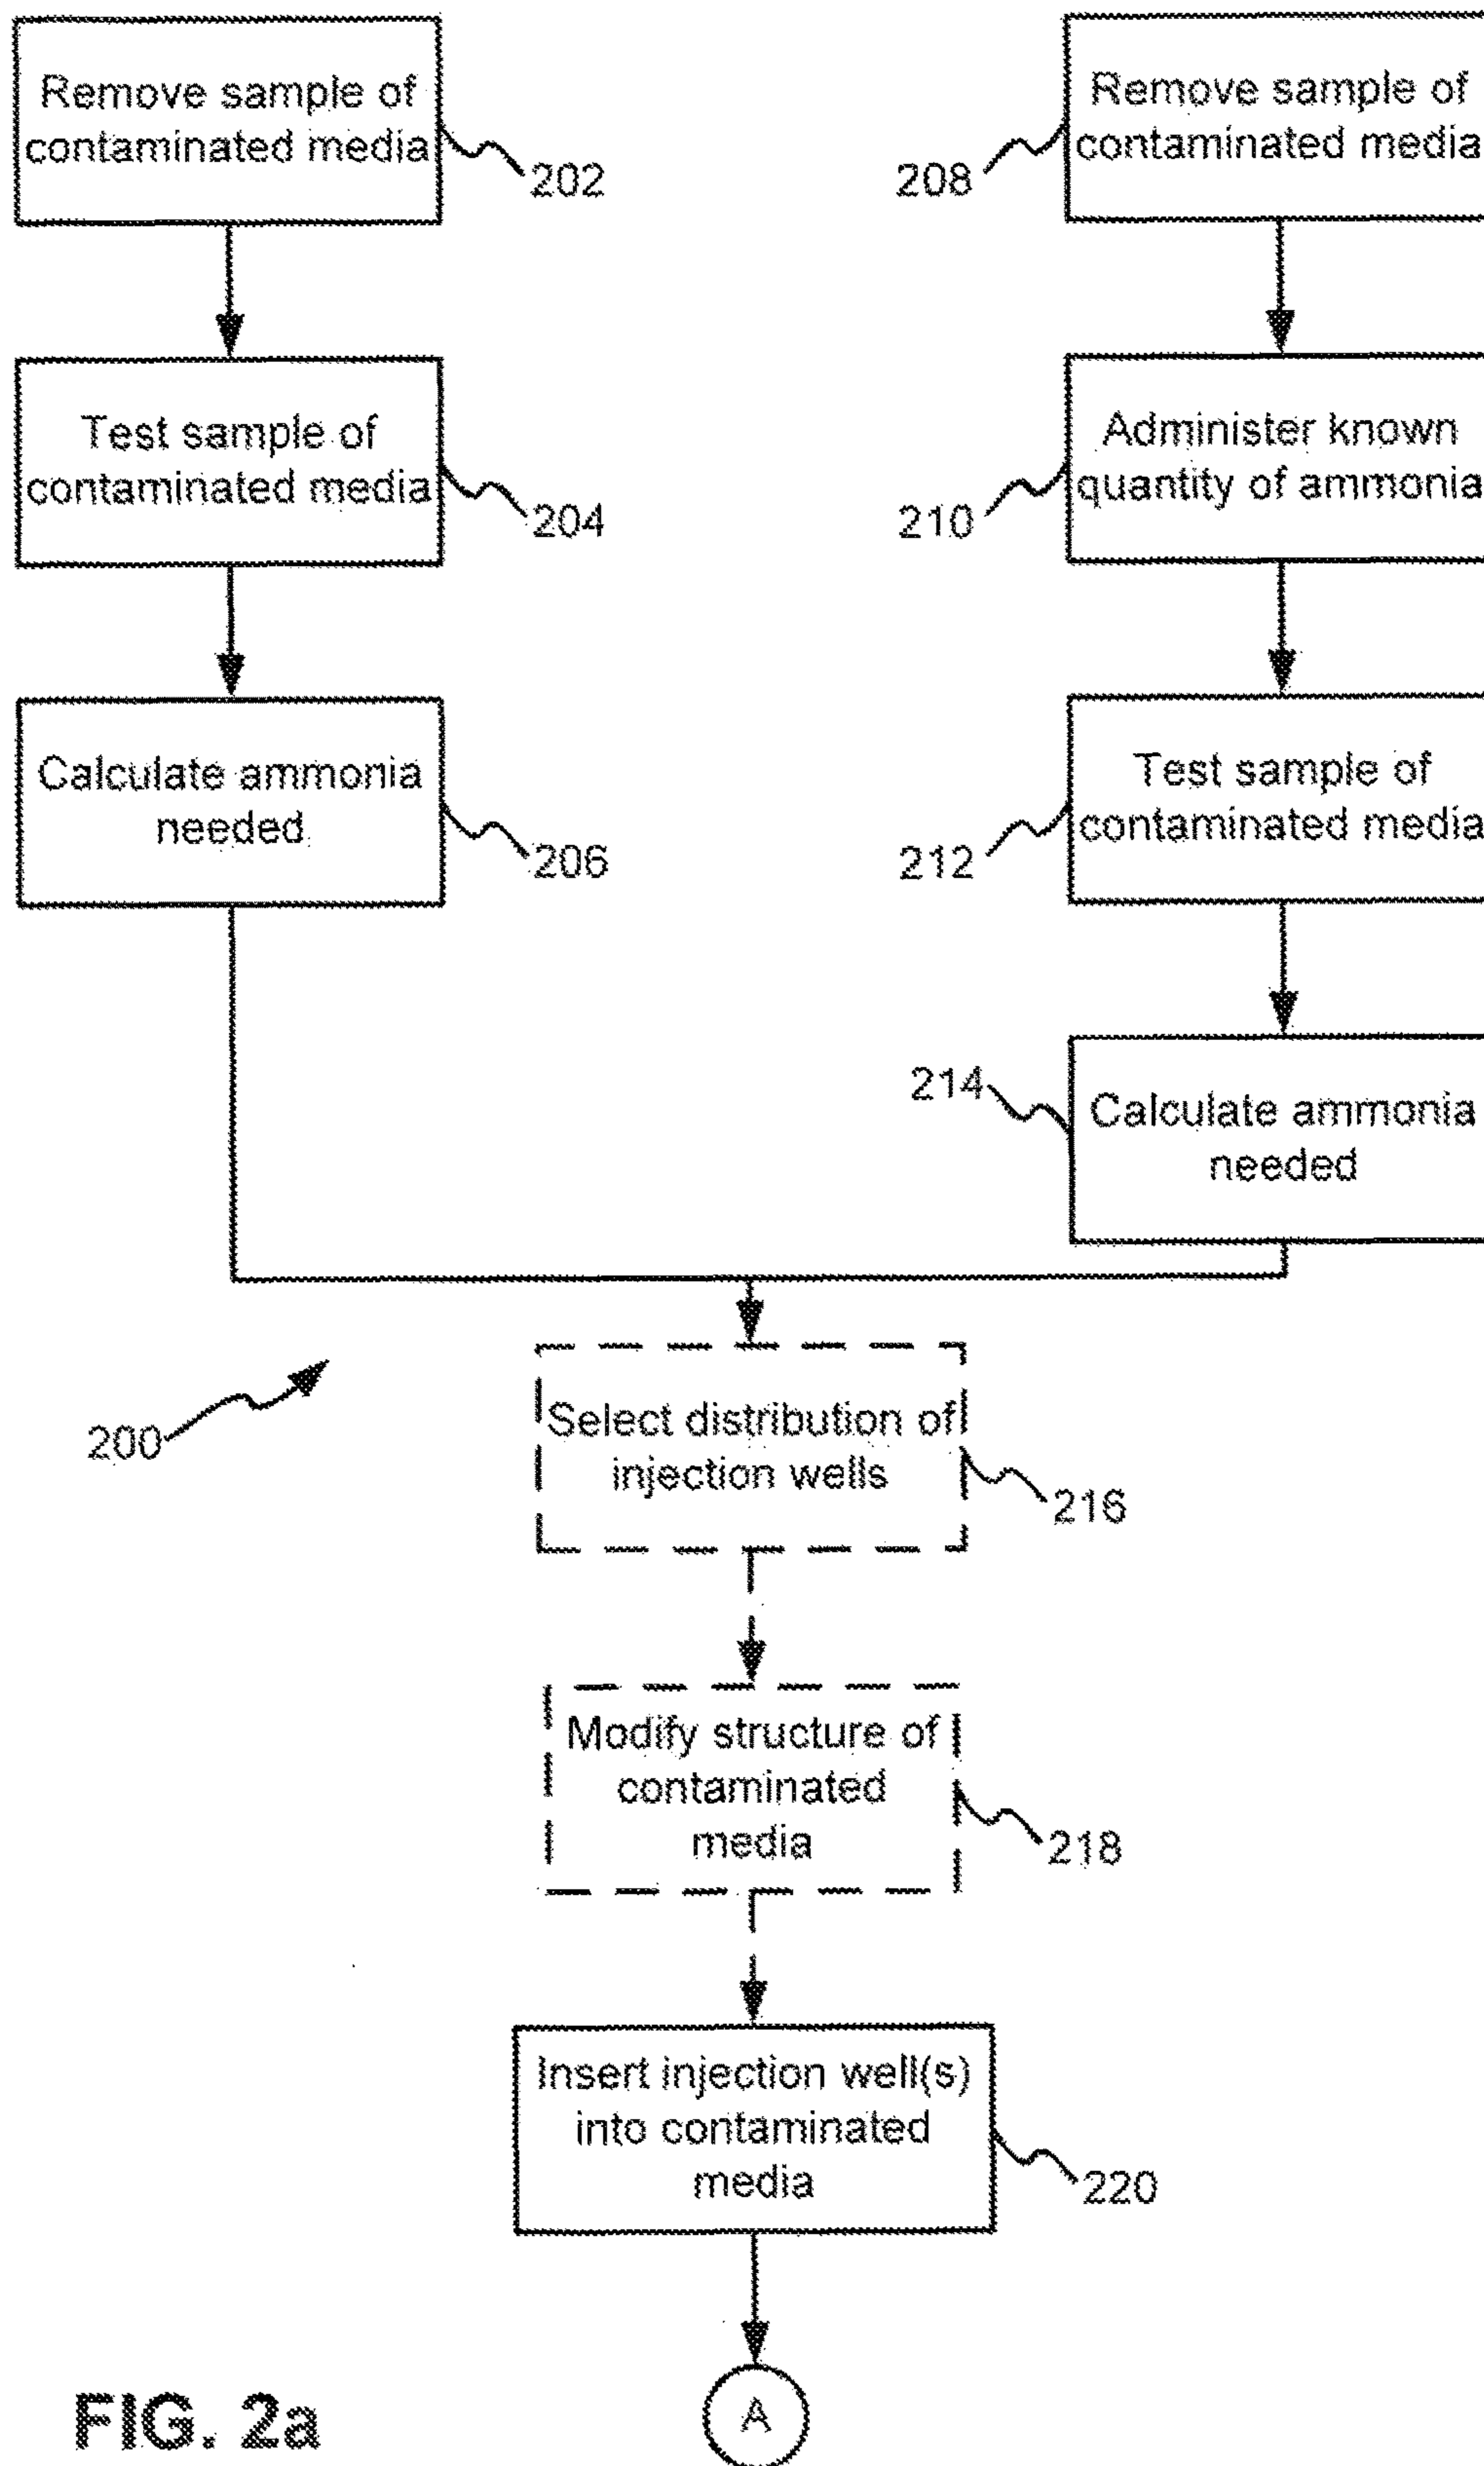 Remove sample of
contaminated media
202
Test sample of
contaminated media
204
Calculate ammonia
needed
206
Remove sample of
contaminated media
208
Administer known
quantity of ammonia
210
Test sample of
contaminated media
212
Calculate ammonia
needed
214
200
Select distribution of
injection wells
216
Modify structure of
contaminated
media
218
Insert injection well(s)
into contaminated
media
220
A
FIG. 2a